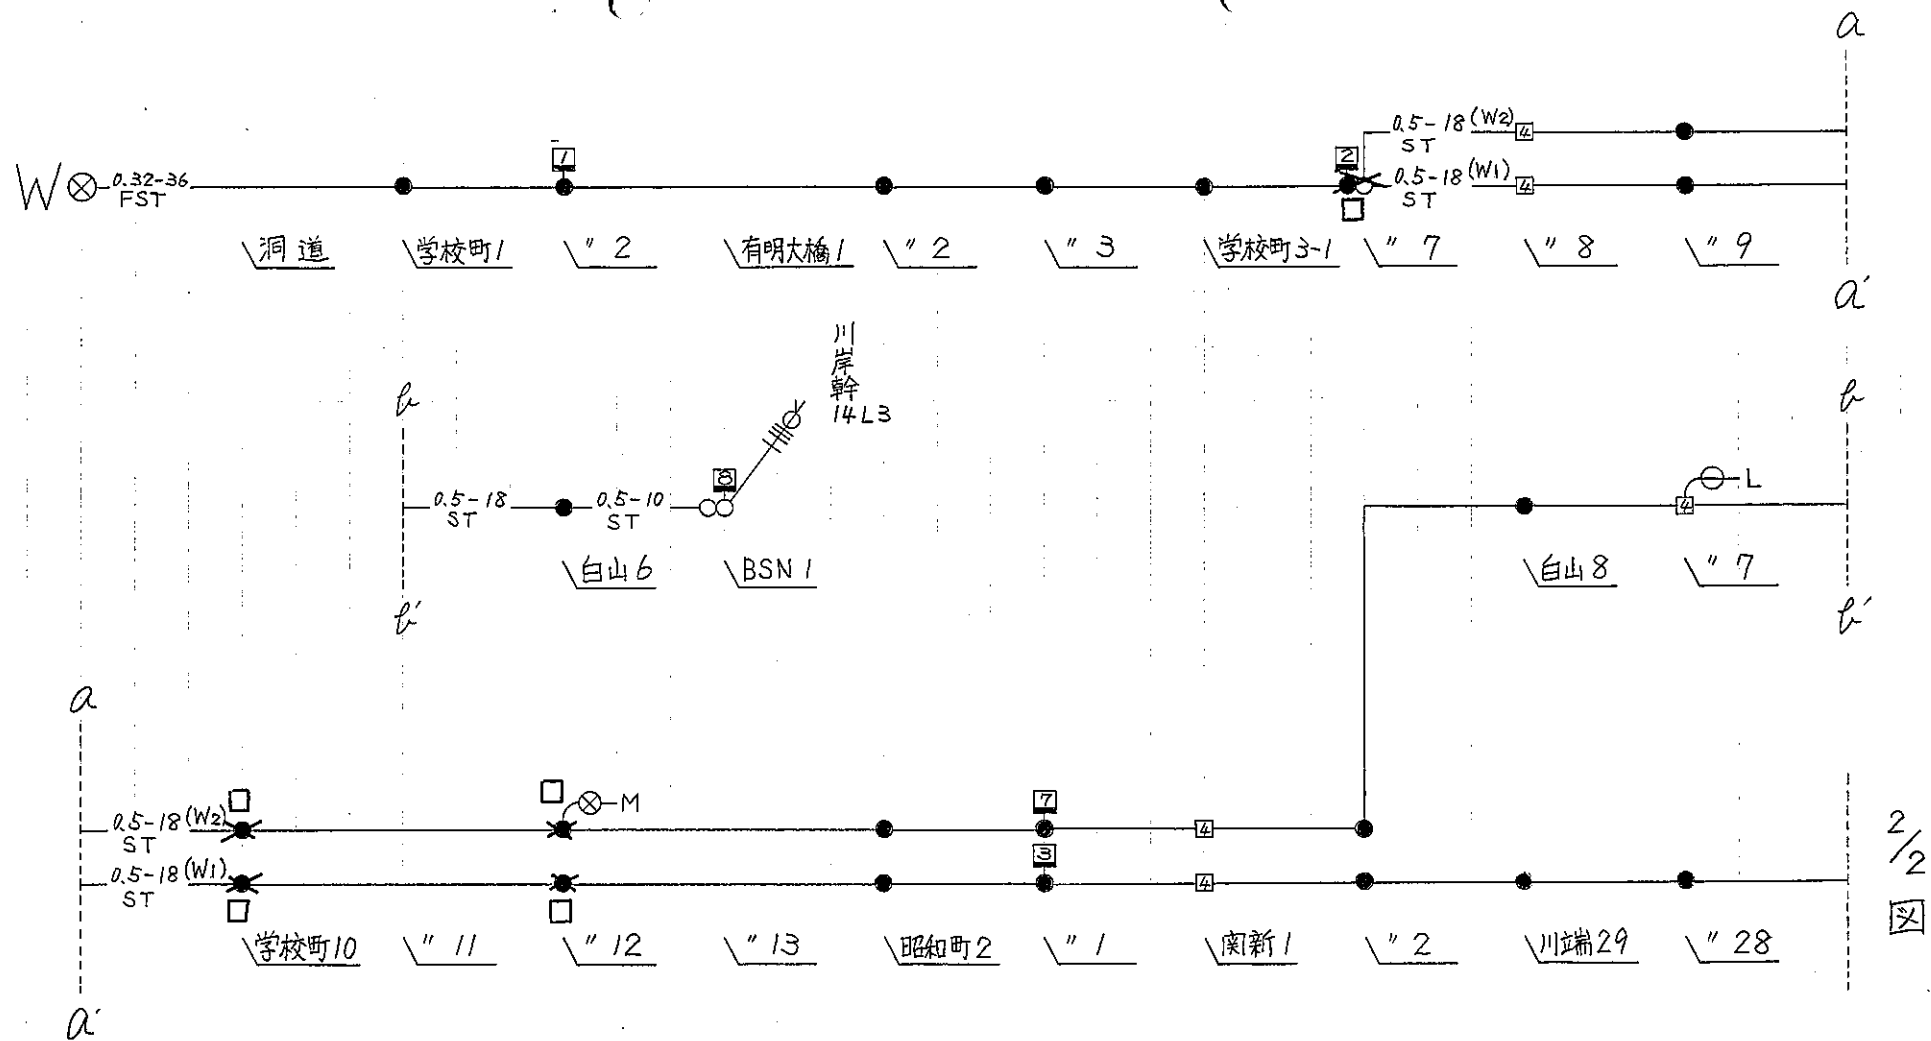 a
W 0.32-36
FST
1
2
0.5-18 (W2) 4
ST
0.5-18 (W1) 4
ST
洞道 学校町1 〃 2 有明大橋1 〃 2 〃 3 学校町3-1 〃 7 〃 8 〃 9
a'
川岸幹
14L3
b
b
8
0.5-18
ST
0.5-10
ST
4 L
白山6 BSN 1
白山8 〃 7
b'
b'
a
M
0.5-18 (W2)
ST
7
4
0.5-18 (W1)
ST
3
4
2/2
図
学校町10 〃 11 〃 12 〃 13 昭和町2 〃 1 関新1 〃 2 川端29 〃 28
a'